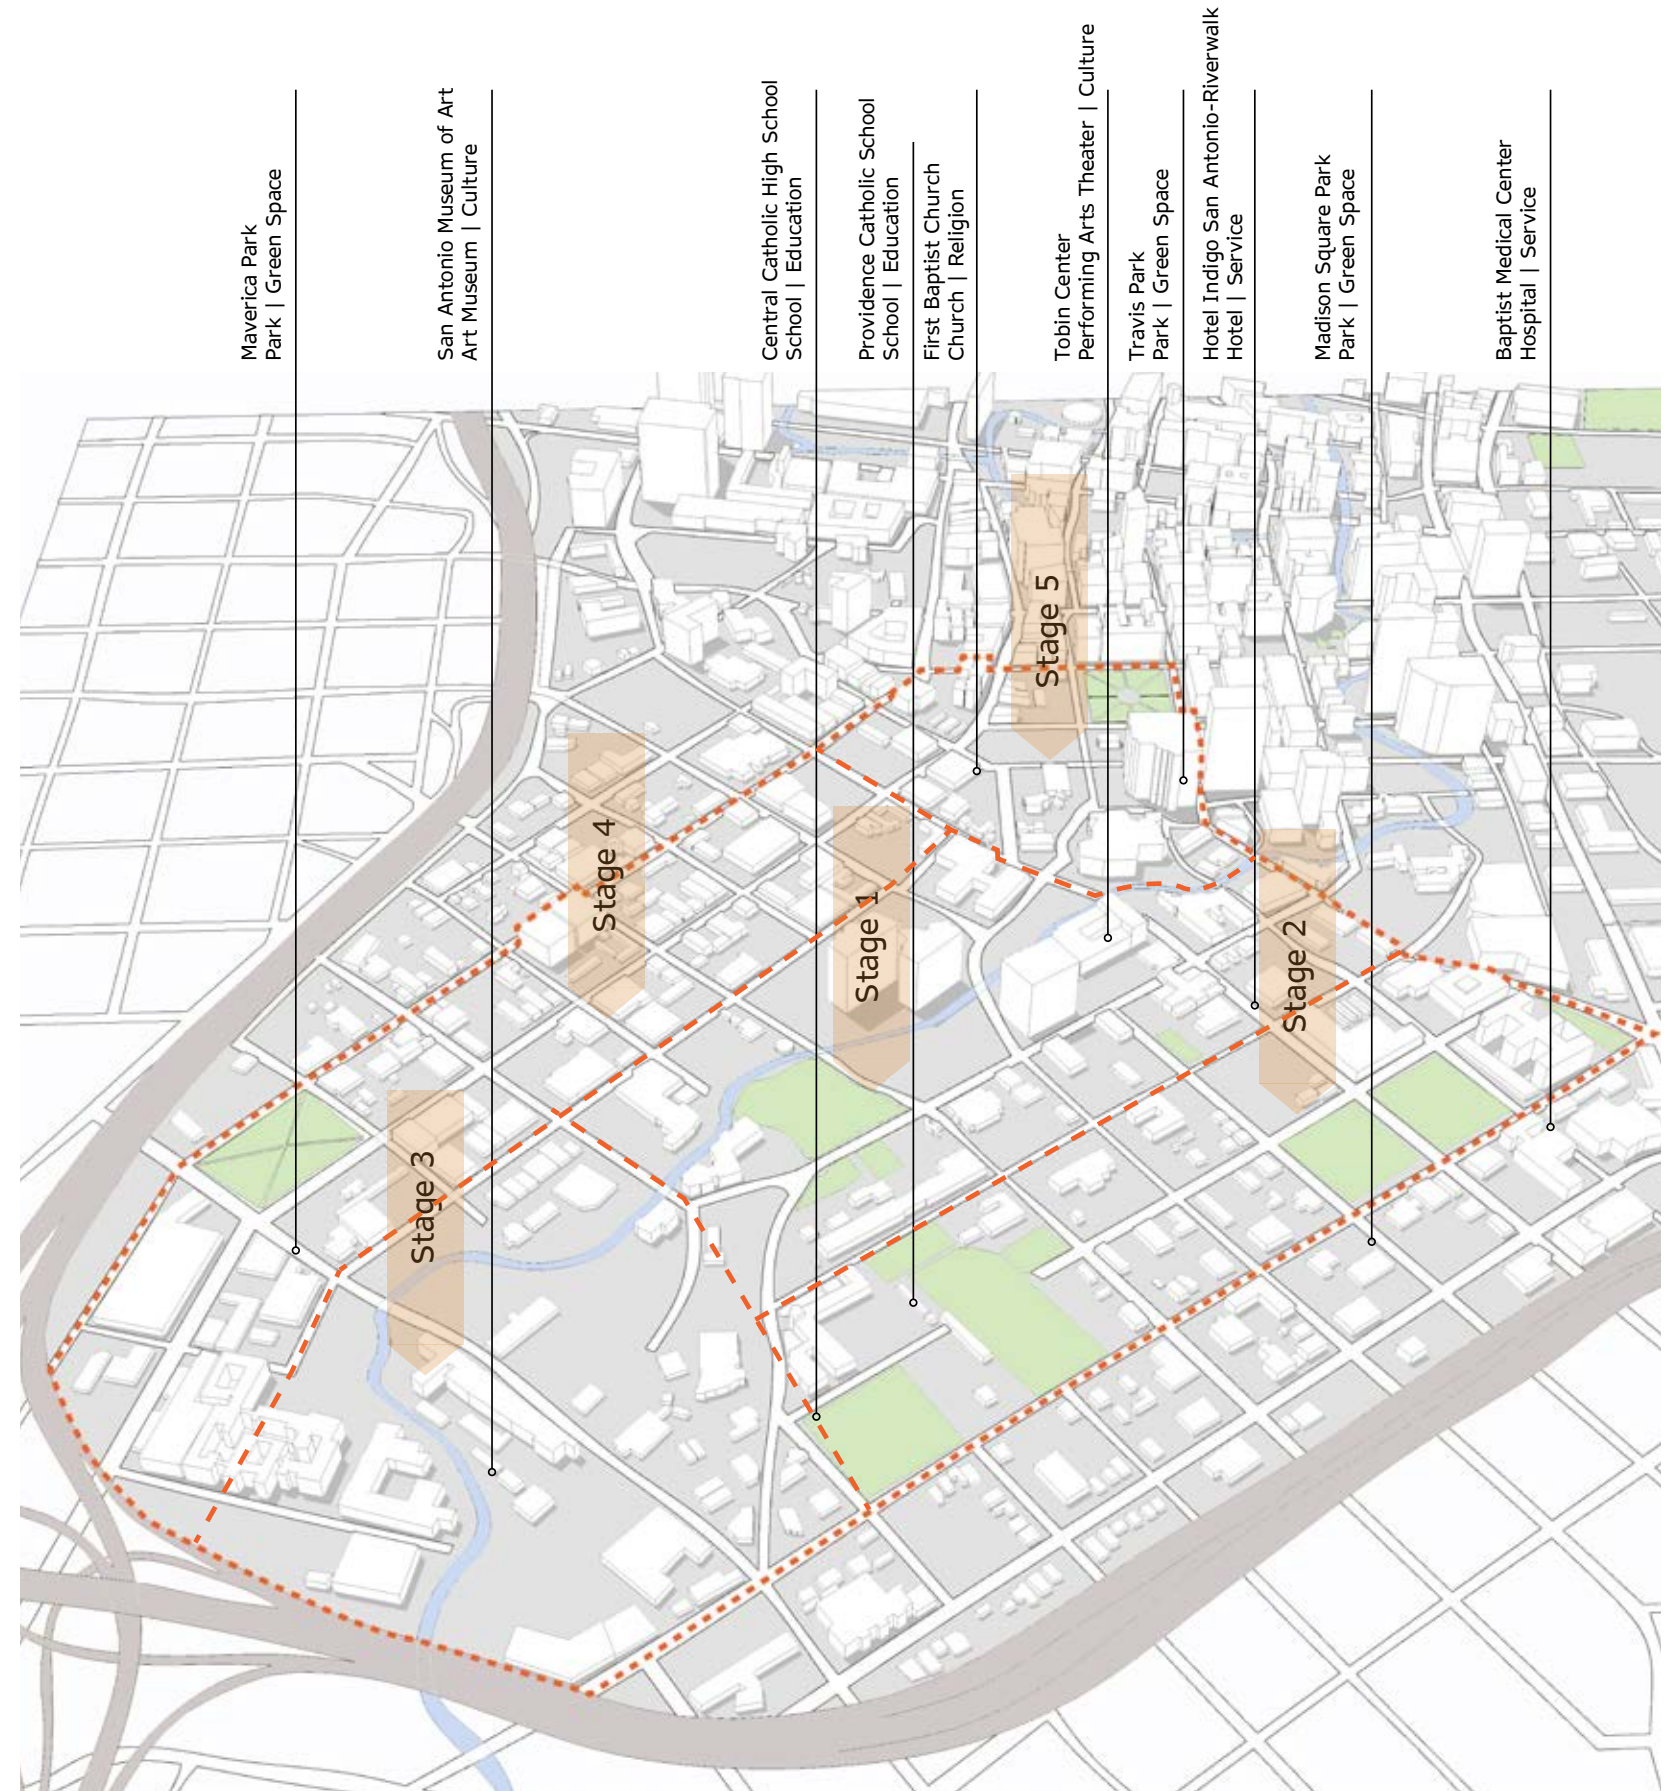 Maverica Park
Park | Green Space
San Antonio Museum of Art
Art Museum | Culture
Central Catholic High School
School | Education
Providence Catholic School
School | Education
First Baptist Church
Church | Religion
Tobin Center
Performing Arts Theater | Culture
Travis Park
Park | Green Space
Hotel Indigo San Antonio-Riverwalk
Hotel | Service
Madison Square Park
Park | Green Space
Baptist Medical Center
Hospital | Service
Stage 3
Stage 4
Stage 1
Stage 5
Stage 2